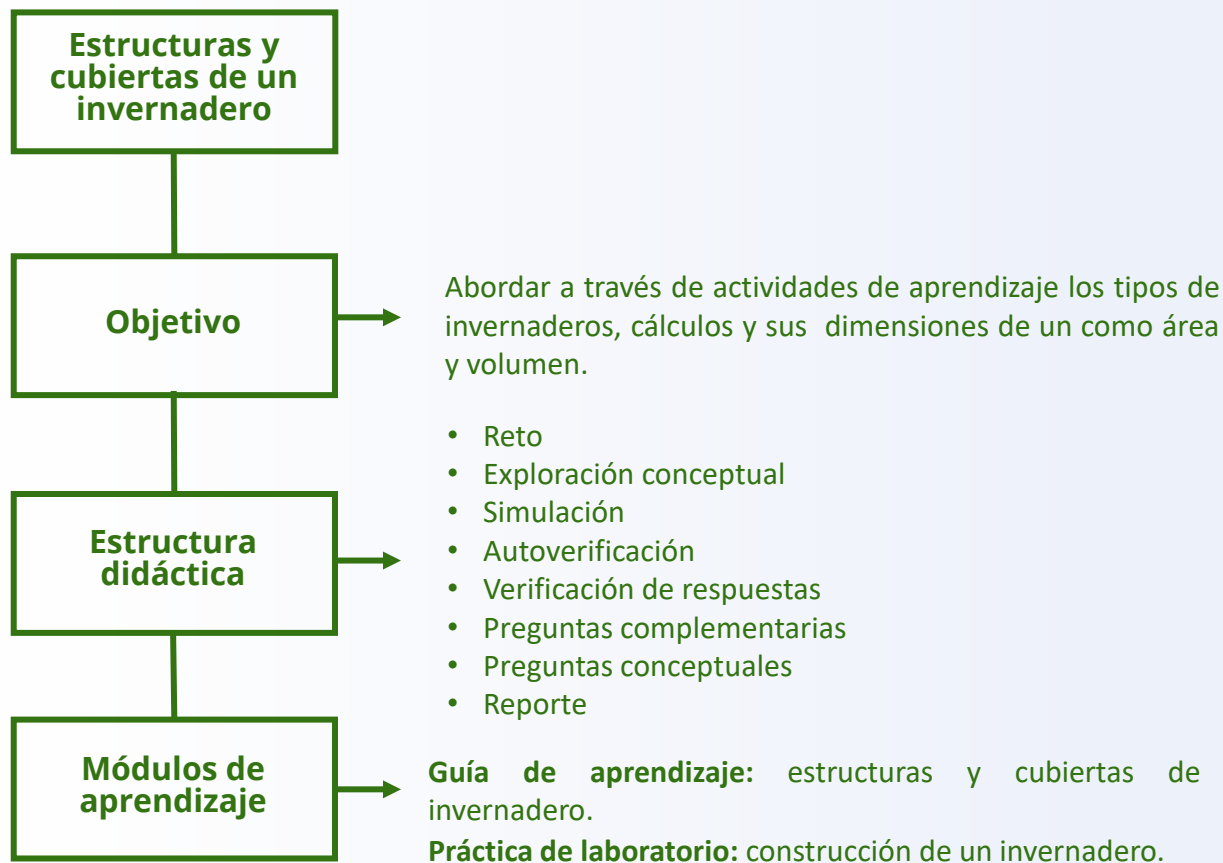 Estructuras y
cubiertas de un
invernadero
Objetivo
Abordar a través de actividades de aprendizaje los tipos de
invernaderos, cálculos y sus dimensiones de un como área
y volumen.
Estructura
didáctica
• Reto
• Exploración conceptual
• Simulación
• Autoverificación
• Verificación de respuestas
• Preguntas complementarias
• Preguntas conceptuales
• Reporte
Módulos de
aprendizaje
Guía de aprendizaje: estructuras y cubiertas de
invernadero.
Práctica de laboratorio: construcción de un invernadero.